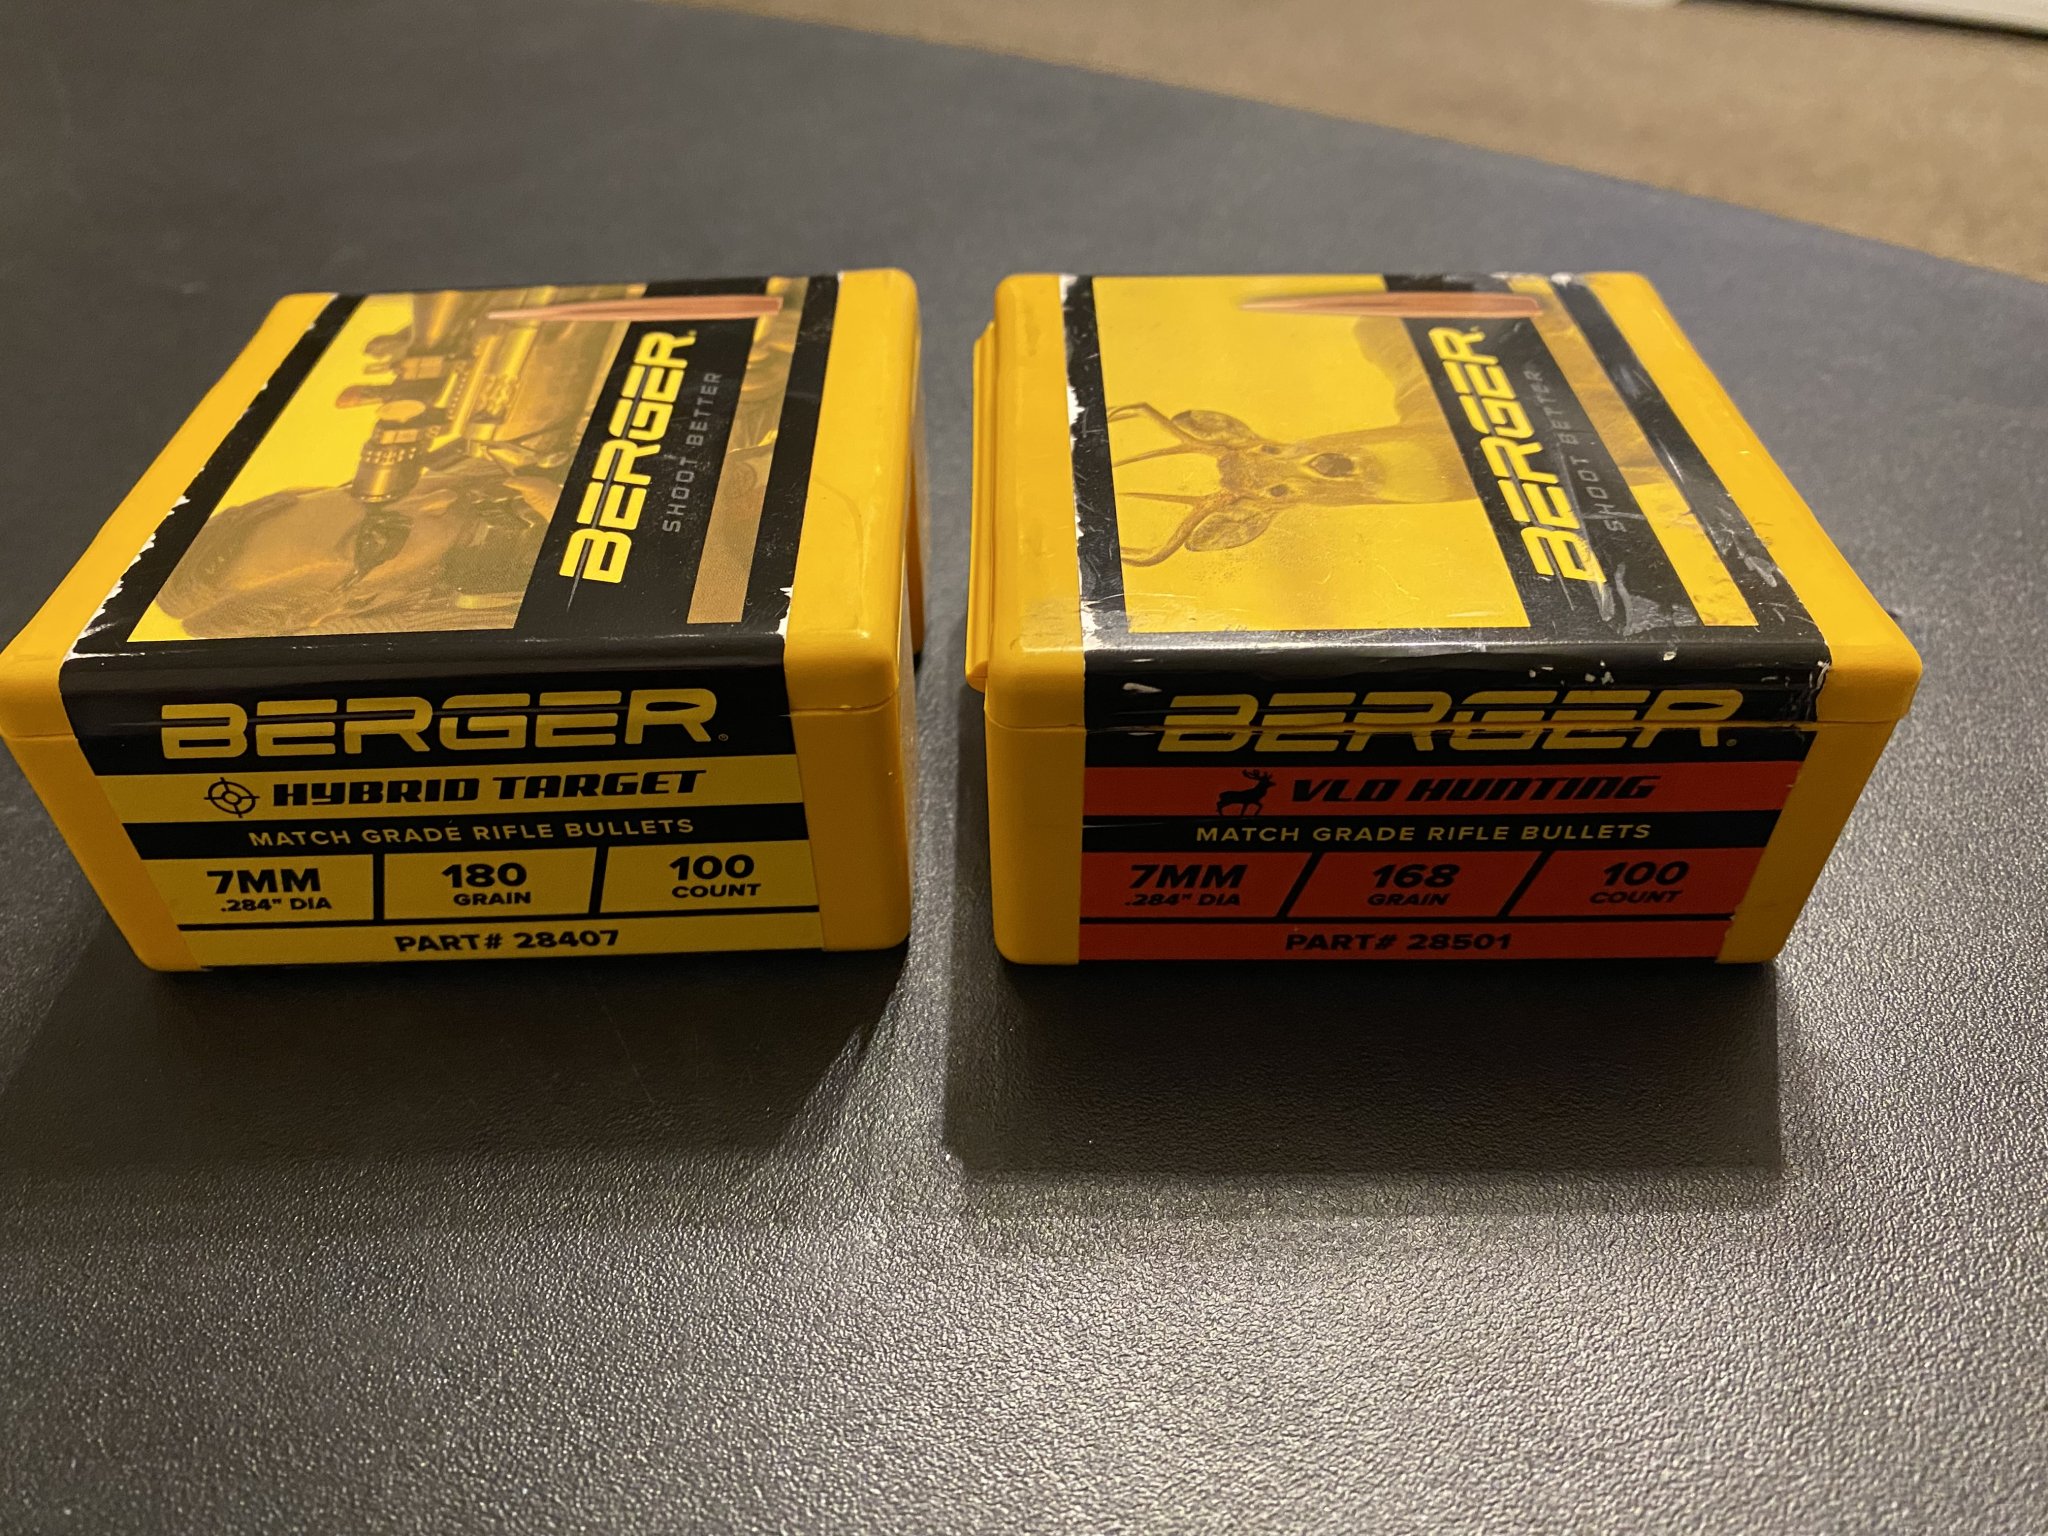 BERGER
SHOOT BETTER
BERGER®
HYBRID TARGET
MATCH GRADE RIFLE BULLETS
7MM
.284" DIA
180
GRAIN
100
COUNT
PART# 28407
BERGER
SHOOT BETTER
BERGER®
VLD HUNTING
MATCH GRADE RIFLE BULLETS
7MM
.284" DIA
168
GRAIN
100
COUNT
PART# 28501